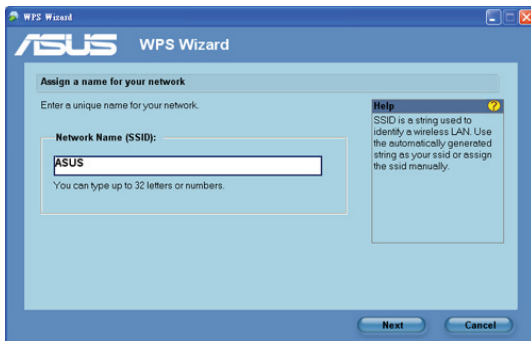 WPS Wizard
ASUS WPS Wizard
Assign a name for your network
Enter a unique name for your network.
Network Name (SSID):
ASUS
You can type up to 32 letters or numbers.
Help
SSID is a string used to
identify a wireless LAN. Use
the automatically generated
string as your ssid or assign
the ssid manually.
Next
Cancel